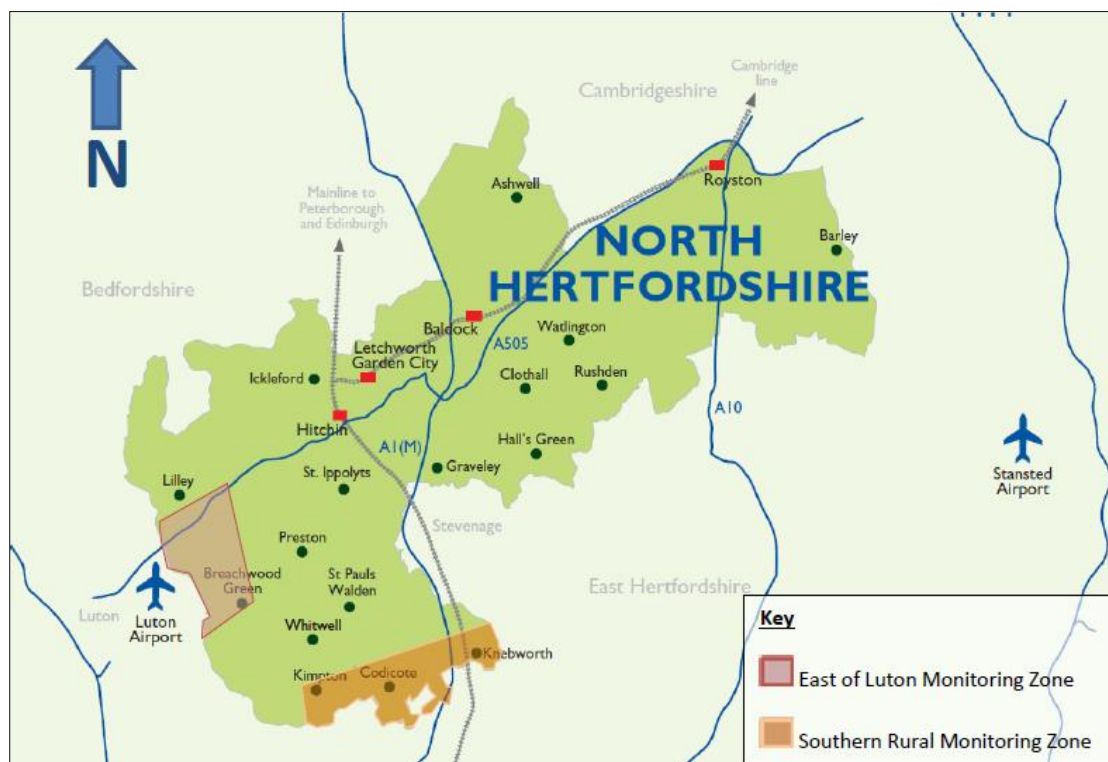 Cambridge
line
Cambridgeshire
N
Royston
Ashwell
Mainline to
Peterborough
and Edinburgh
NORTH
HERTFORDSHIRE
Barley
Bedfordshire
Baldock
Watlington
A505
Letchworth
Garden City
Ickleford
Clothall
Rushden
A10
Hitchin
A1(M)
Hall's Green
Graveley
Stansted
Airport
Lilley
St. Ippolyts
Stevenage
Preston
Breachwood
Green
St Pauls
Walden
East Hertfordshire
Luton
Luton
Airport
Whitwell
Knebworth
Kimpton
Codicote
Key
East of Luton Monitoring Zone
Southern Rural Monitoring Zone